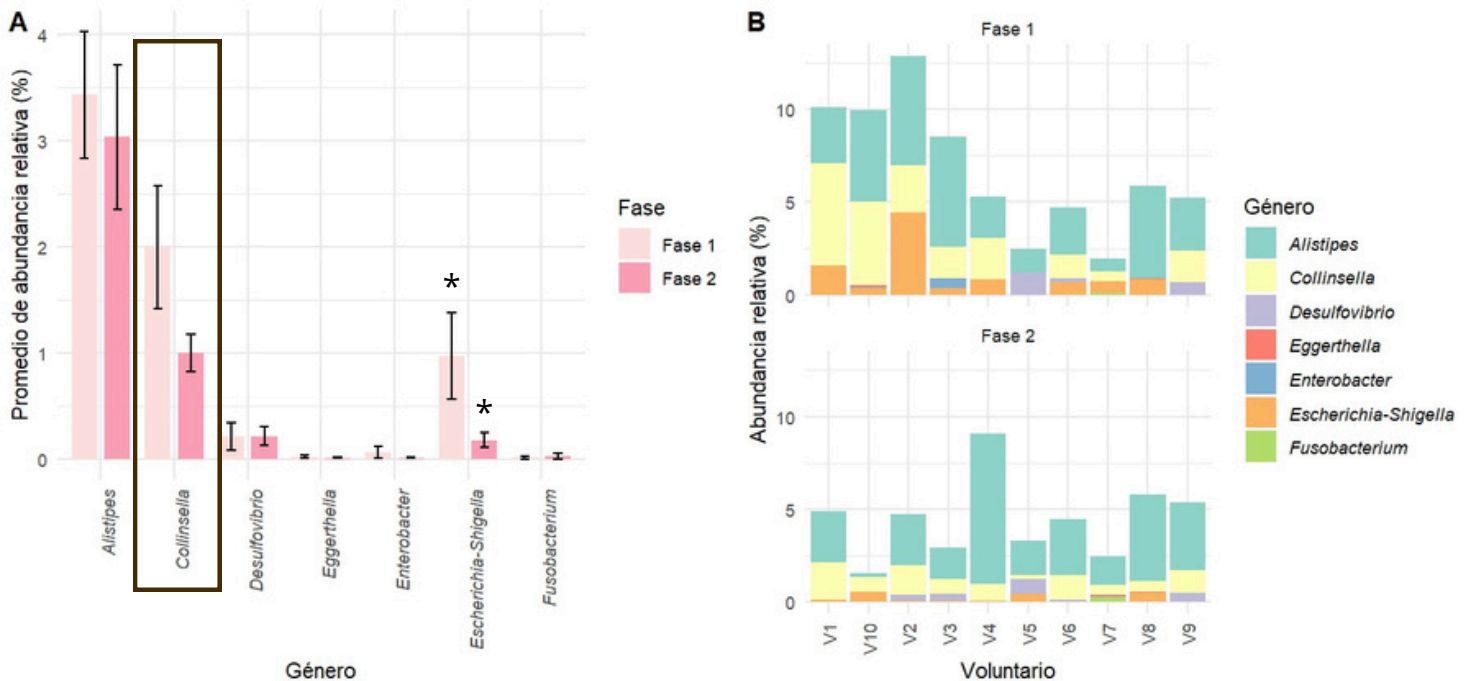 A
Promedio de abundancia relativa (%)
4
3
2
1
0
*
*
Alistipes
Collinsella
Desulfovibrio
Eggerthella
Enterobacter
Escherichia-Shigella
Fusobacterium
Género
Fase
Fase 1
Fase 2
B
Abundancia relativa (%)
Fase 1
10
5
0
Fase 2
10
5
0
V1
V10
V2
V3
V4
V5
V6
V7
V8
V9
Voluntario
Género
Alistipes
Collinsella
Desulfovibrio
Eggerthella
Enterobacter
Escherichia-Shigella
Fusobacterium